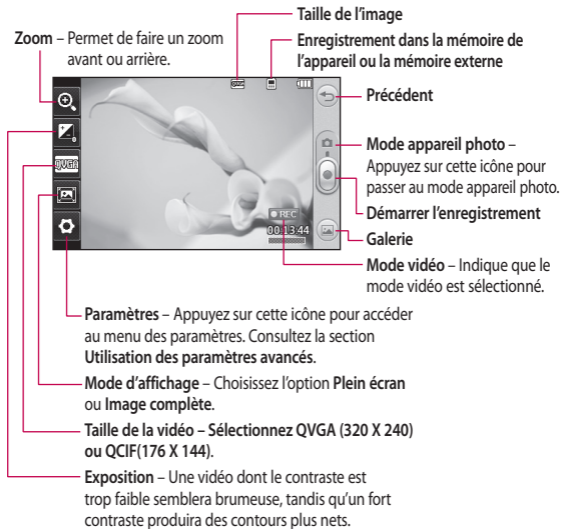 Taille de l'image
Zoom – Permet de faire un zoom
avant ou arrière.
Enregistrement dans la mémoire de
l'appareil ou la mémoire externe
Précédent
Mode appareil photo –
Appuyez sur cette icône pour
passer au mode appareil photo.
Démarrer l'enregistrement
Galerie
Mode vidéo – Indique que le
mode vidéo est sélectionné.
QVGA
QVGA
REC
00:13:44
Paramètres – Appuyez sur cette icône pour accéder
au menu des paramètres. Consultez la section
Utilisation des paramètres avancés.
Mode d'affichage – Choisissez l'option Plein écran
ou Image complète.
Taille de la vidéo – Sélectionnez QVGA (320 X 240)
ou QCIF(176 X 144).
Exposition – Une vidéo dont le contraste est
trop faible semblera brumeuse, tandis qu'un fort
contraste produira des contours plus nets.